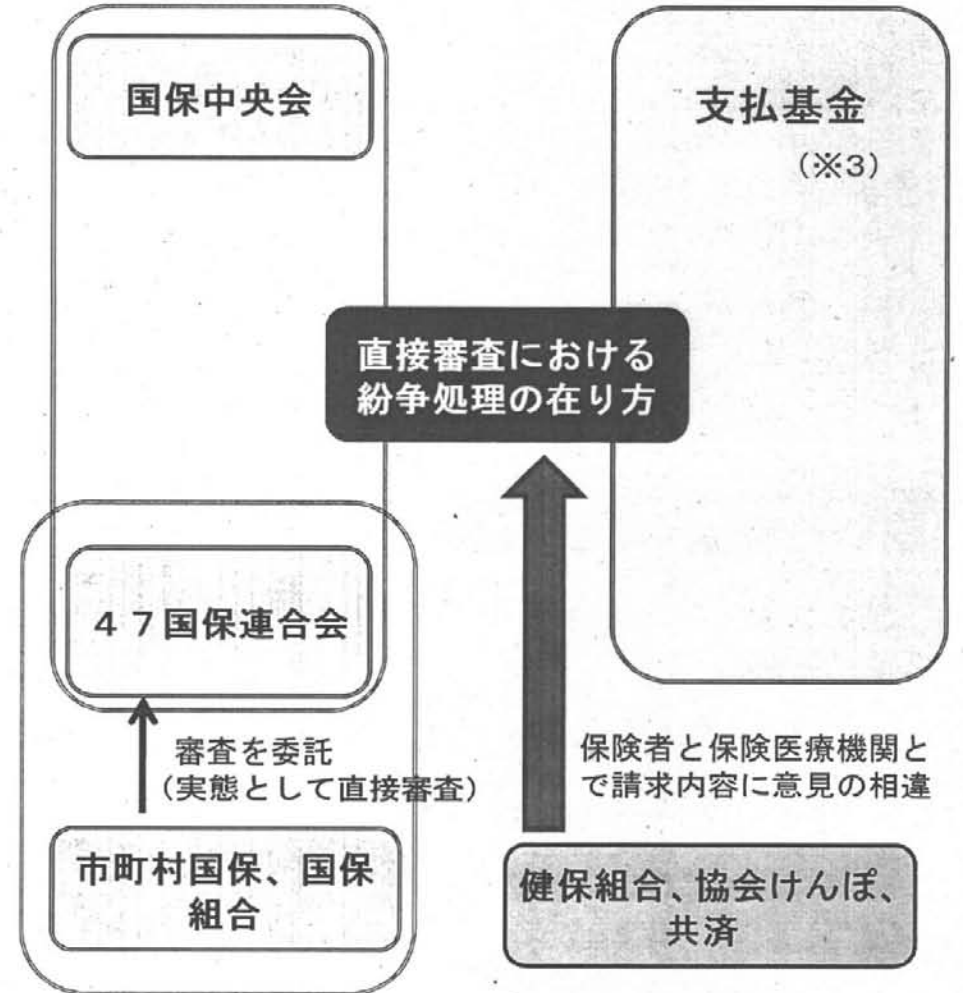 国保中央会
支払基金
（※3）
直接審査における
紛争処理の在り方
４７国保連合会
審査を委託
（実態として直接審査）
保険者と保険医療機関と
で請求内容に意見の相違
市町村国保、国保
組合
健保組合、協会けんぽ、
共済